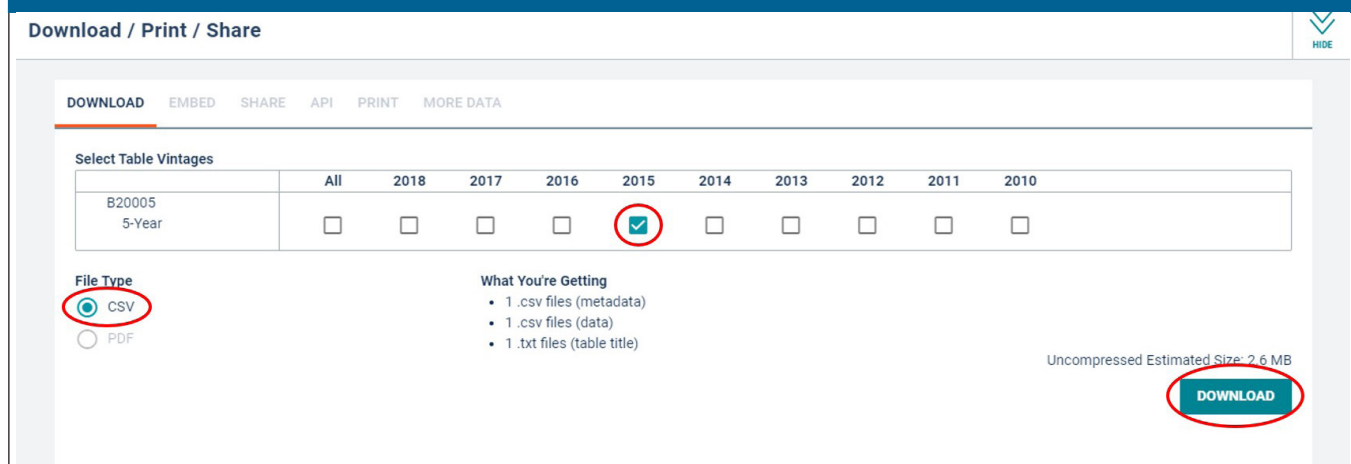 Download / Print / Share
HIDE
DOWNLOAD EMBED SHARE API PRINT MORE DATA
Select Table Vintages
All 2018 2017 2016 2015 2014 2013 2012 2011 2010
B20005
5-Year
File Type
CSV
PDF
What You're Getting
• 1 .csv files (metadata)
• 1 .csv files (data)
• 1 .txt files (table title)
Uncompressed Estimated Size: 2.6 MB
DOWNLOAD